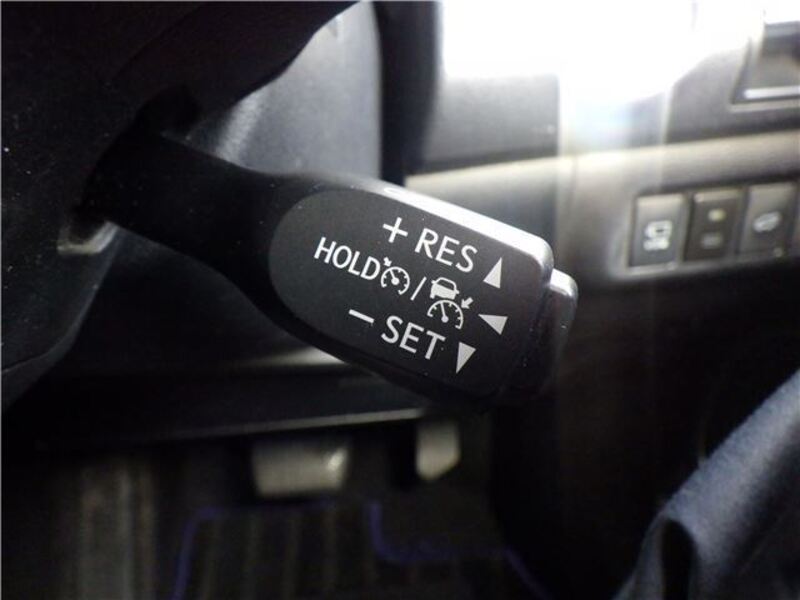 + RES ▲
HOLD / ◀
− SET ▼